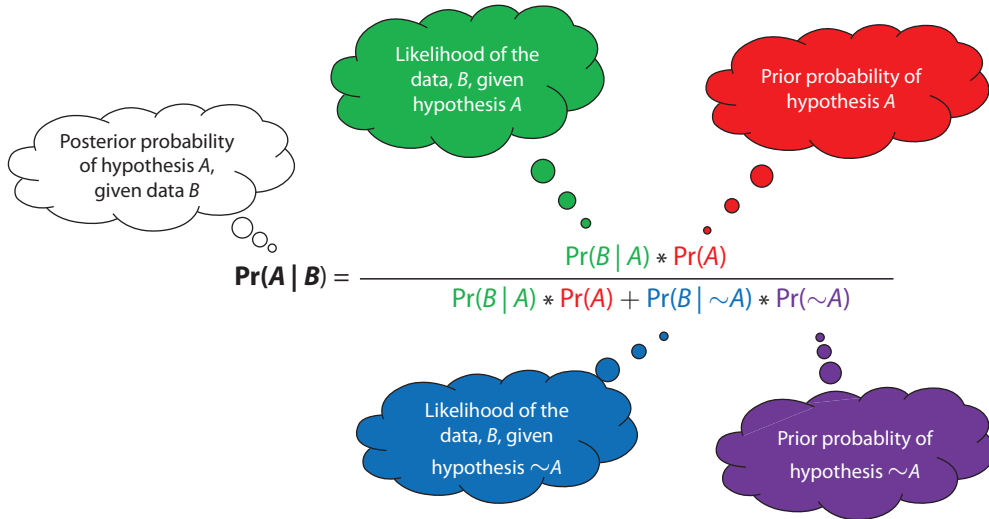 Likelihood of the
data, B, given
hypothesis A
Prior probability of
hypothesis A
Posterior probability
of hypothesis A,
given data B
Pr(A | B) =
Pr(B | A) * Pr(A)
Pr(B | A) * Pr(A) + Pr(B | ~A) * Pr(~A)
Likelihood of the
data, B, given
hypothesis ~A
Prior probablity of
hypothesis ~A